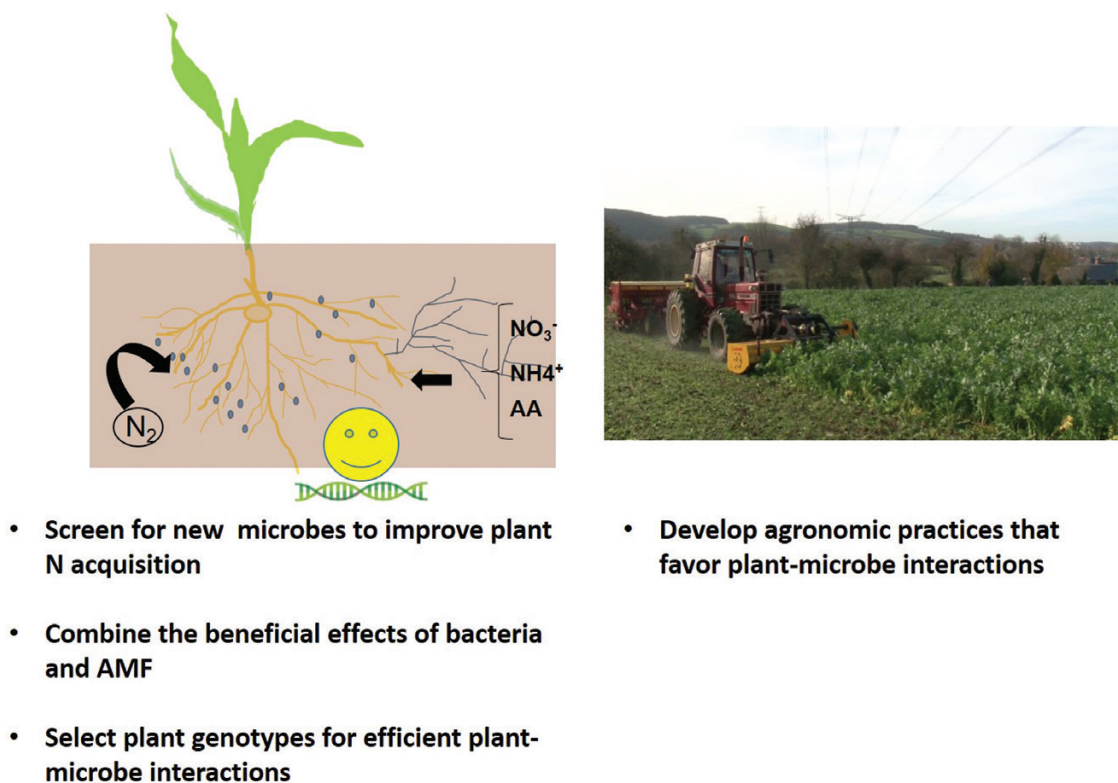 NO₃⁻
NH4⁺
AA
N₂
• Screen for new microbes to improve plant
N acquisition
• Combine the beneficial effects of bacteria
and AMF
• Select plant genotypes for efficient plant-
microbe interactions
• Develop agronomic practices that
favor plant-microbe interactions